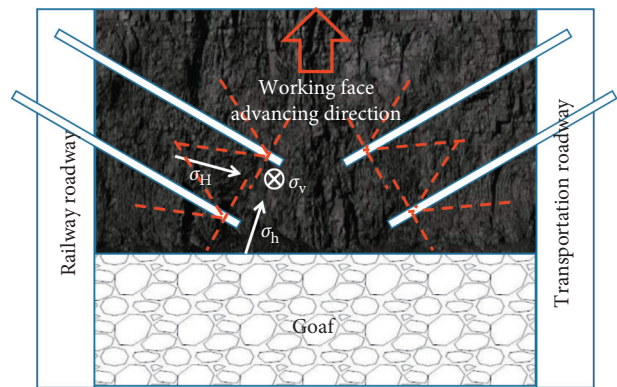 Working face
advancing direction
σH
σv
σh
Railway roadway
Transportation roadway
Goaf